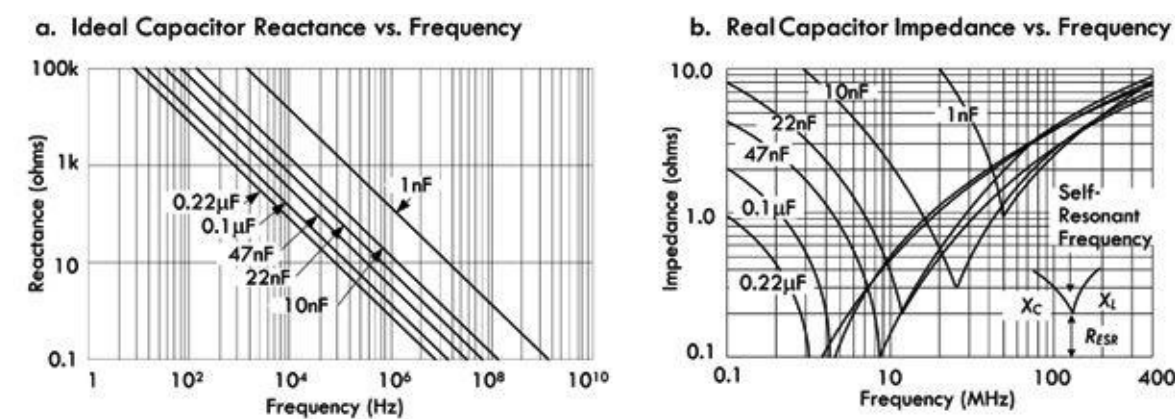 a. Ideal Capacitor Reactance vs. Frequency
100k
1k
10
0.1
Reactance (ohms)
0.22µF
0.1µF
47nF
22nF
10nF
1nF
1 10² 10⁴ 10⁶ 10⁸ 10¹⁰
Frequency (Hz)
b. Real Capacitor Impedance vs. Frequency
10.0
1.0
0.1
Impedance (ohms)
10nF
1nF
22nF
47nF
0.1µF
0.22µF
Self-
Resonant
Frequency
XC XL
RESR
0.1 10 100 400
Frequency (MHz)